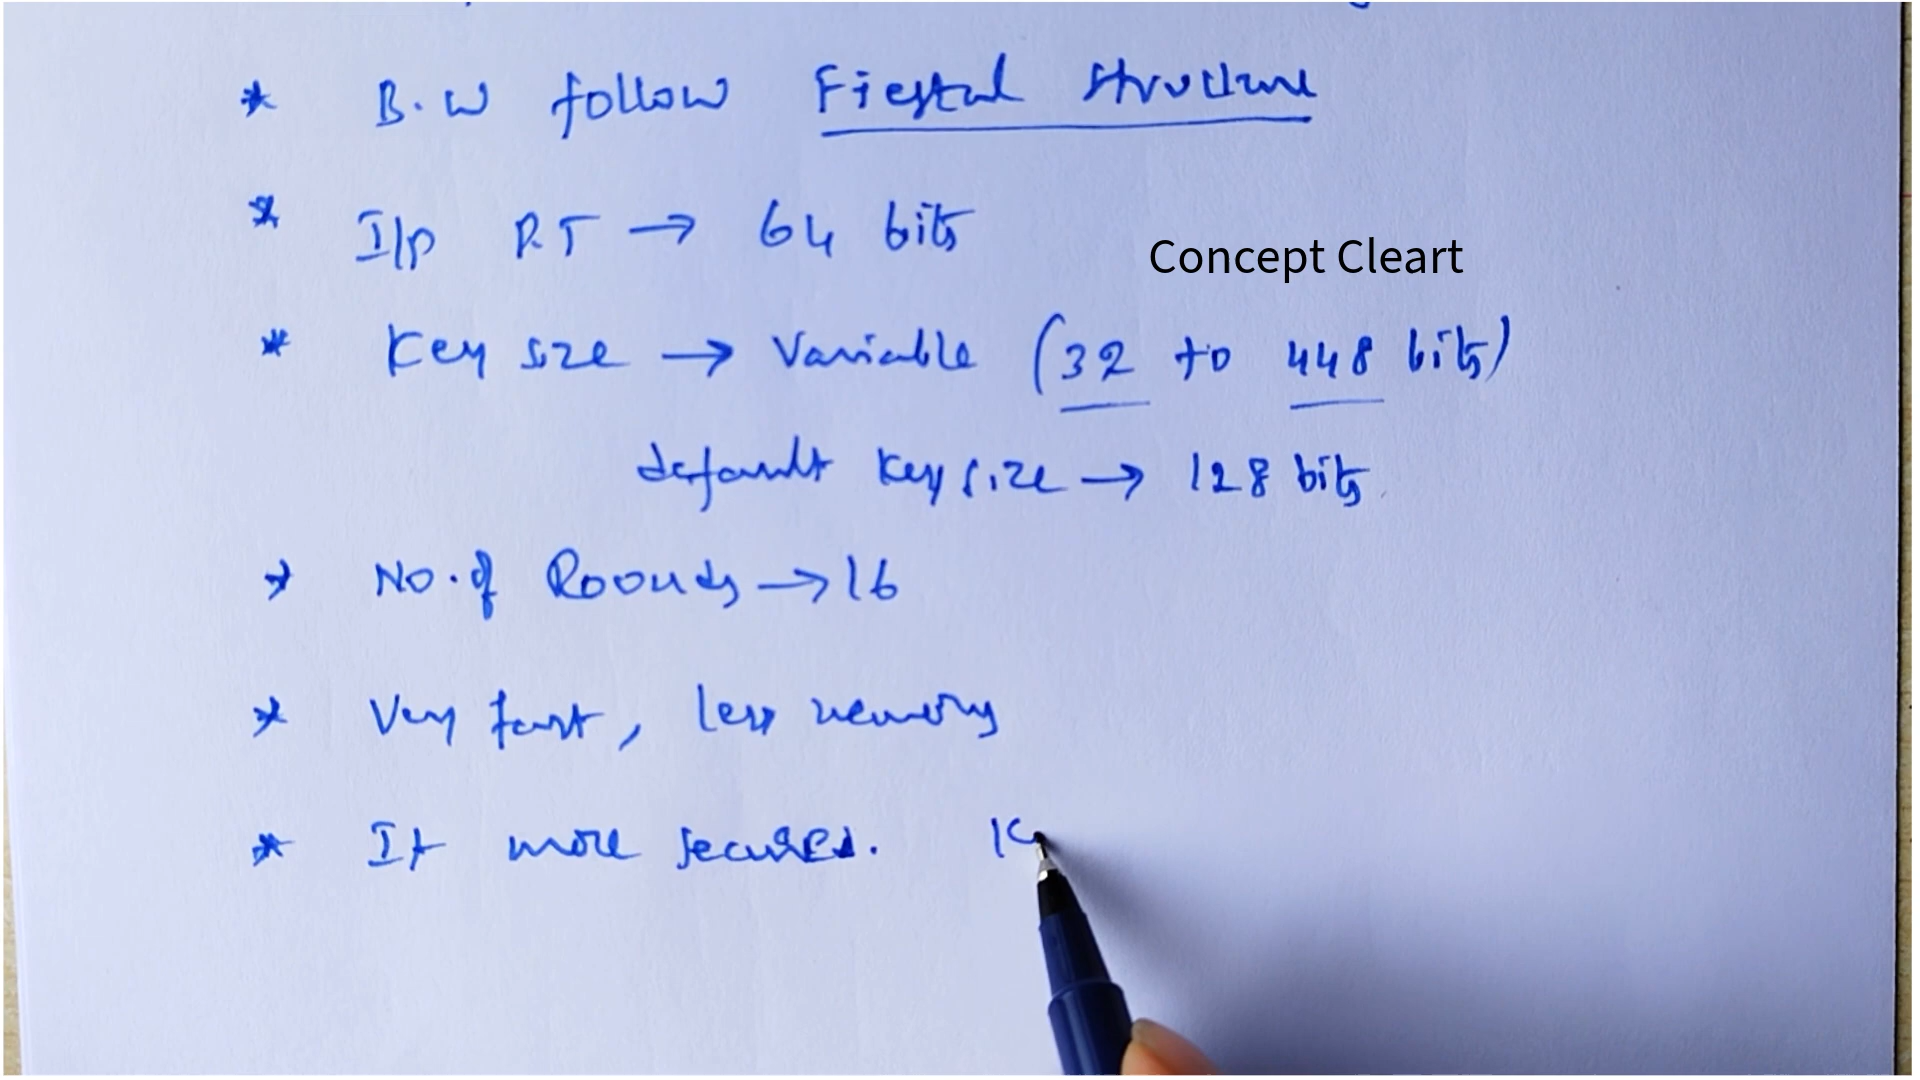 * B.W follow Fiestal structure
* I/p P.T → 64 bits
Concept Cleart
* Key size → Variable (32 to 448 bits)
default key size → 128 bits
* No. of Rounds → 16
* Very fast, less memory
* It more secured. K